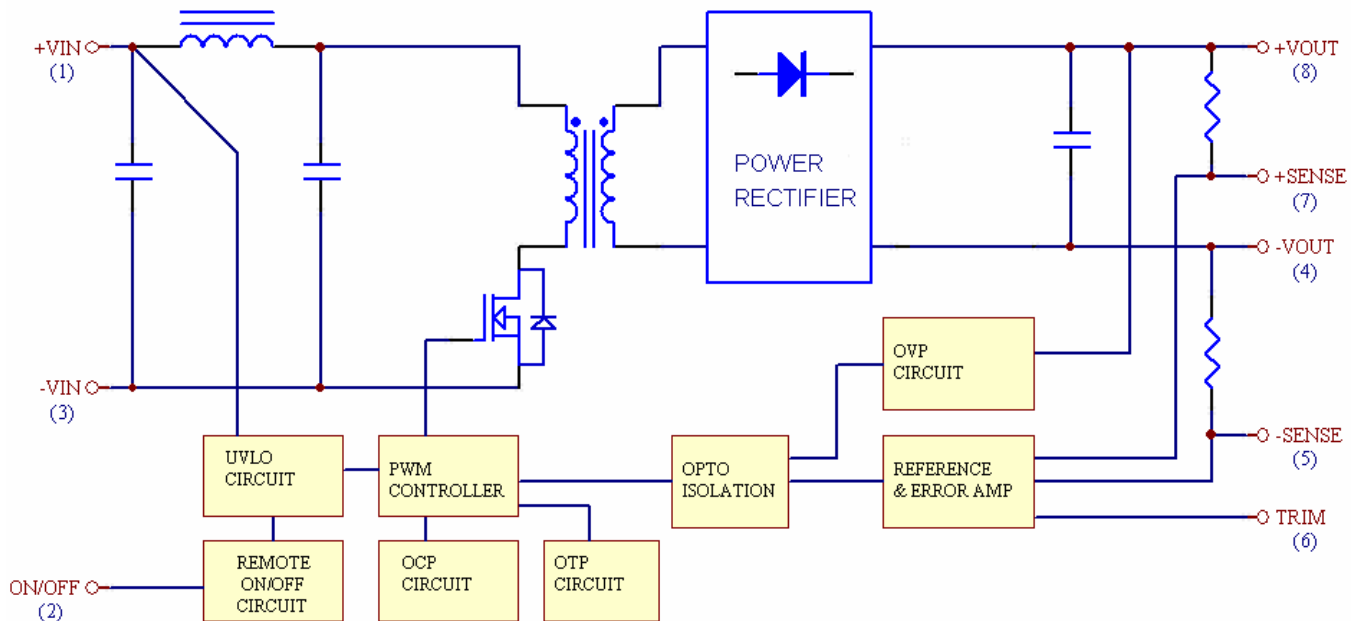 +VIN
(1)
+VOUT
(8)
POWER
RECTIFIER
+SENSE
(7)
-VOUT
(4)
-VIN
(3)
OVP
CIRCUIT
-SENSE
(5)
UVLO
CIRCUIT
PWM
CONTROLLER
OPTO
ISOLATION
REFERENCE
& ERROR AMP
TRIM
(6)
ON/OFF
(2)
REMOTE
ON/OFF
CIRCUIT
OCP
CIRCUIT
OTP
CIRCUIT